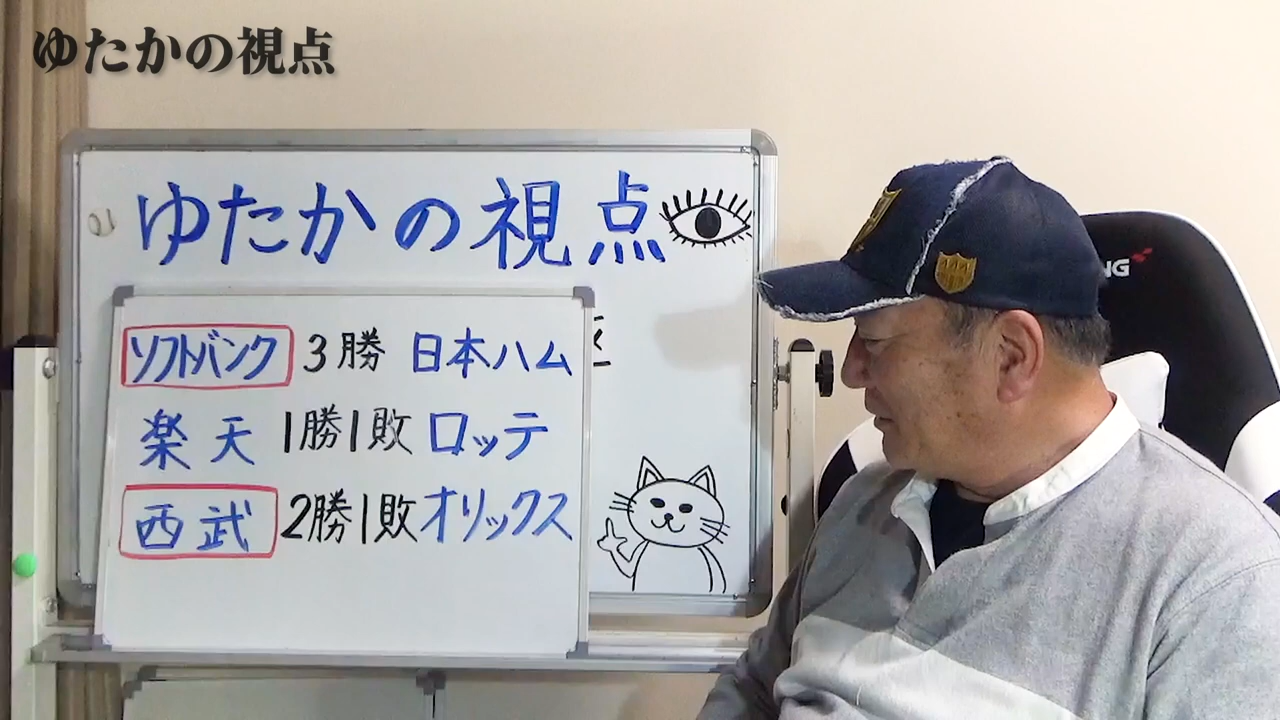 ゆたかの視点
ゆたかの視点
ソフトバンク 3勝 日本ハム
楽天 1勝1敗 ロッテ
西武 2勝1敗 オリックス
NG